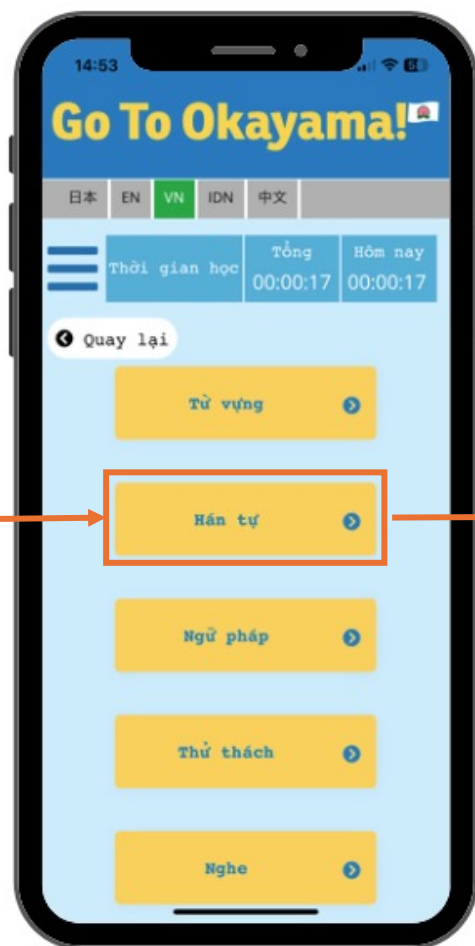 14:53
Go To Okayama!
日本 EN VN IDN 中文
Thời gian học
Tổng
00:00:17
Hôm nay
00:00:17
Quay lại
Từ vựng
Hán tự
Ngữ pháp
Thử thách
Nghe